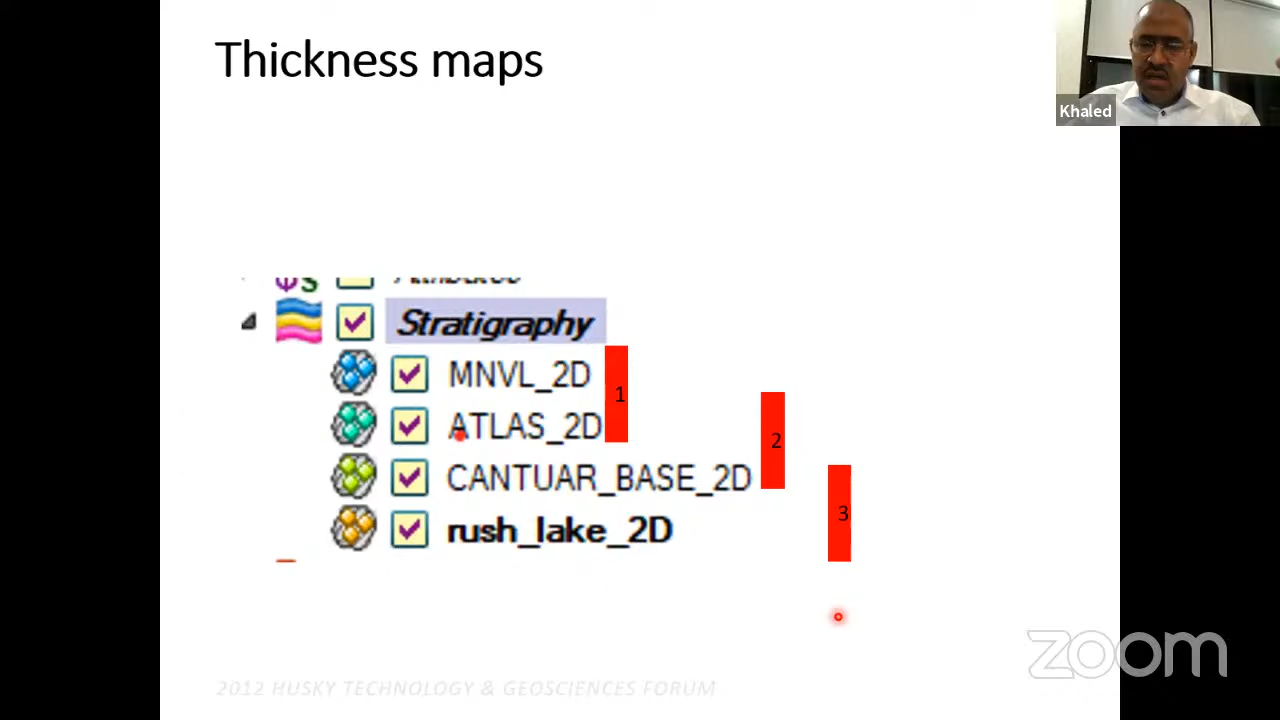 Thickness maps
Khaled
Stratigraphy
MNVL_2D
1
ATLAS_2D
2
CANTUAR_BASE_2D
3
rush_lake_2D
zoom
2012 HUSKY TECHNOLOGY & GEOSCIENCES FORUM